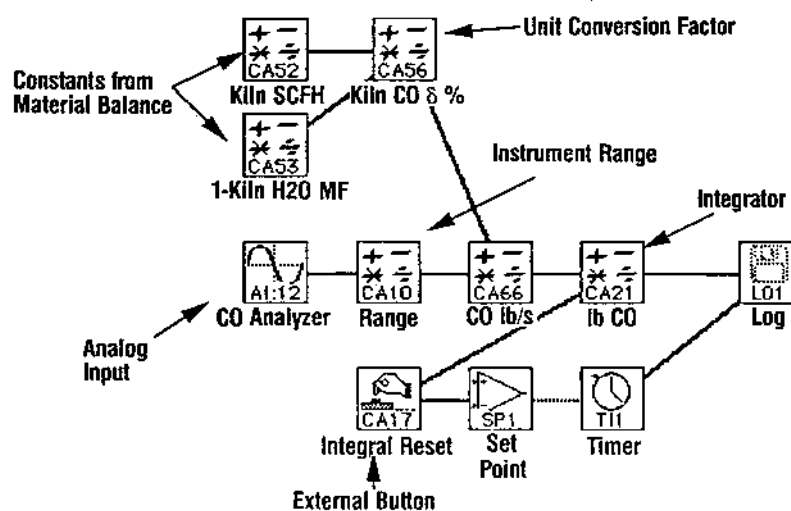 Unit Conversion Factor
CA52
CA56
Constants from
Material Balance
Kiln SCFH
Kiln CO δ %
CA53
1-Kiln H2O MF
Instrument Range
Integrator
AI:12
CA10
CA66
CA21
LO1
CO Analyzer
Range
CO lb/s
lb CO
Log
Analog
Input
CA17
SP1
TI1
Integral Reset
Set
Point
Timer
External Button